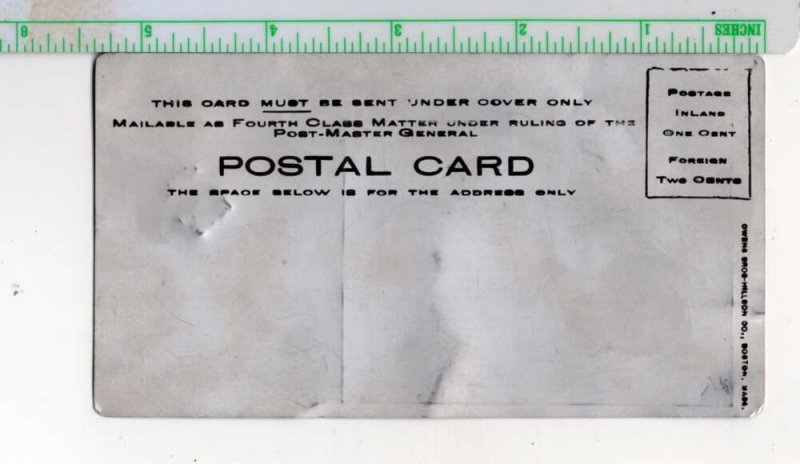 6 5 4 3 2 1 INCHES
THIS CARD MUST BE SENT UNDER COVER ONLY
MAILABLE AS FOURTH CLASS MATTER UNDER RULING OF THE
POST-MASTER GENERAL
POSTAL CARD
THE SPACE BELOW IS FOR THE ADDRESS ONLY
POSTAGE
INLAND
ONE CENT
FOREIGN
TWO CENTS
OWENS BROS-HILLSON CO., BOSTON, MASS.